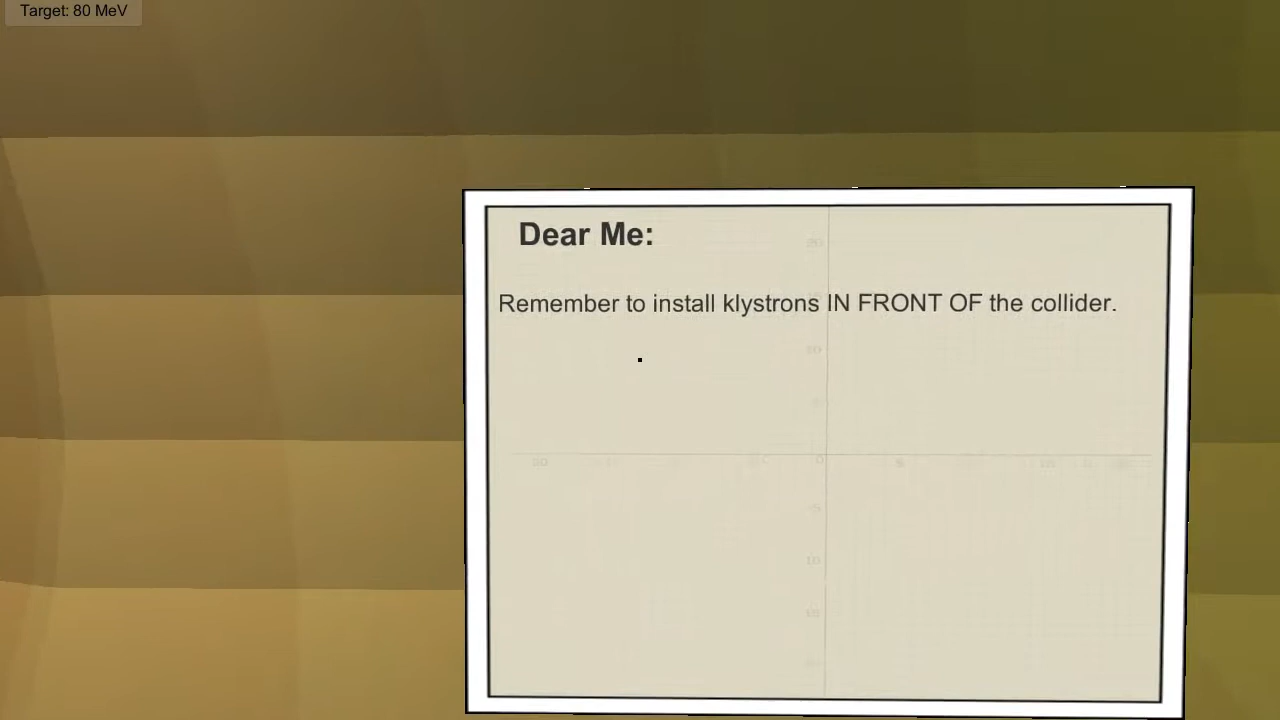 Target: 80 MeV
Dear Me:
Remember to install klystrons IN FRONT OF the collider.